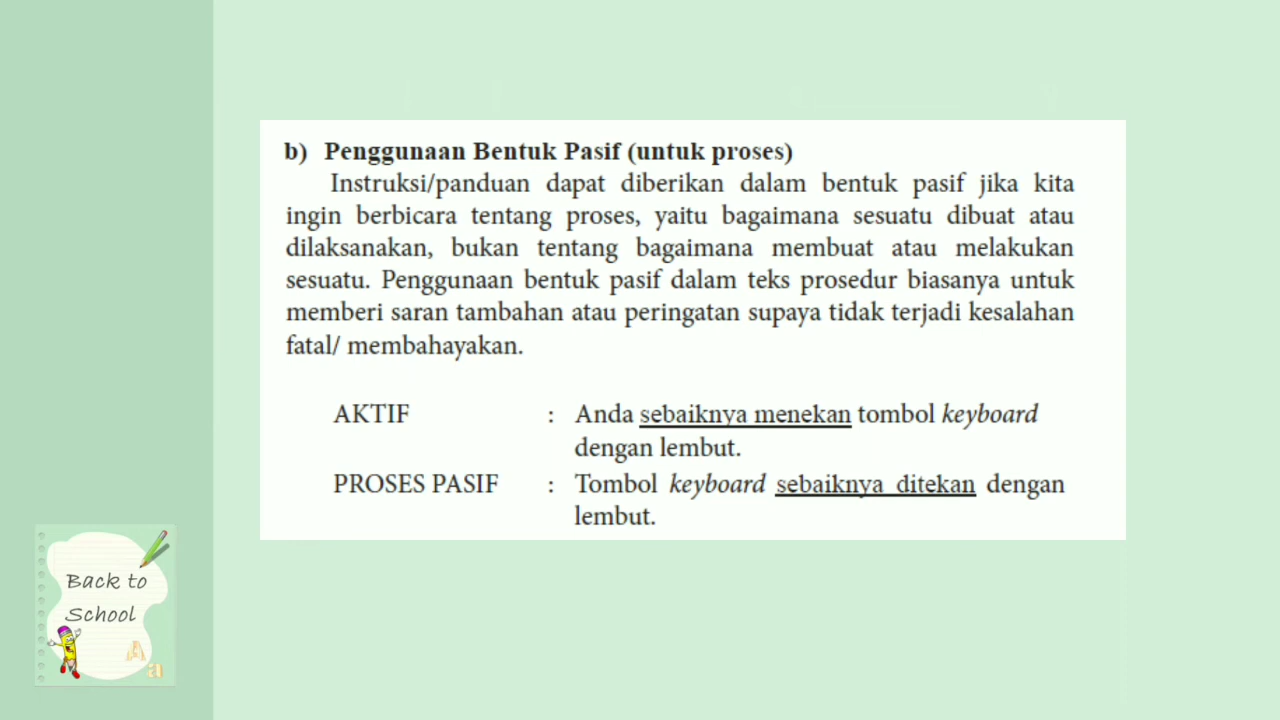 b) Penggunaan Bentuk Pasif (untuk proses)
Instruksi/panduan dapat diberikan dalam bentuk pasif jika kita
ingin berbicara tentang proses, yaitu bagaimana sesuatu dibuat atau
dilaksanakan, bukan tentang bagaimana membuat atau melakukan
sesuatu. Penggunaan bentuk pasif dalam teks prosedur biasanya untuk
memberi saran tambahan atau peringatan supaya tidak terjadi kesalahan
fatal/ membahayakan.
AKTIF : Anda sebaiknya menekan tombol keyboard
dengan lembut.
PROSES PASIF : Tombol keyboard sebaiknya ditekan dengan
lembut.
Back to
School
A
a